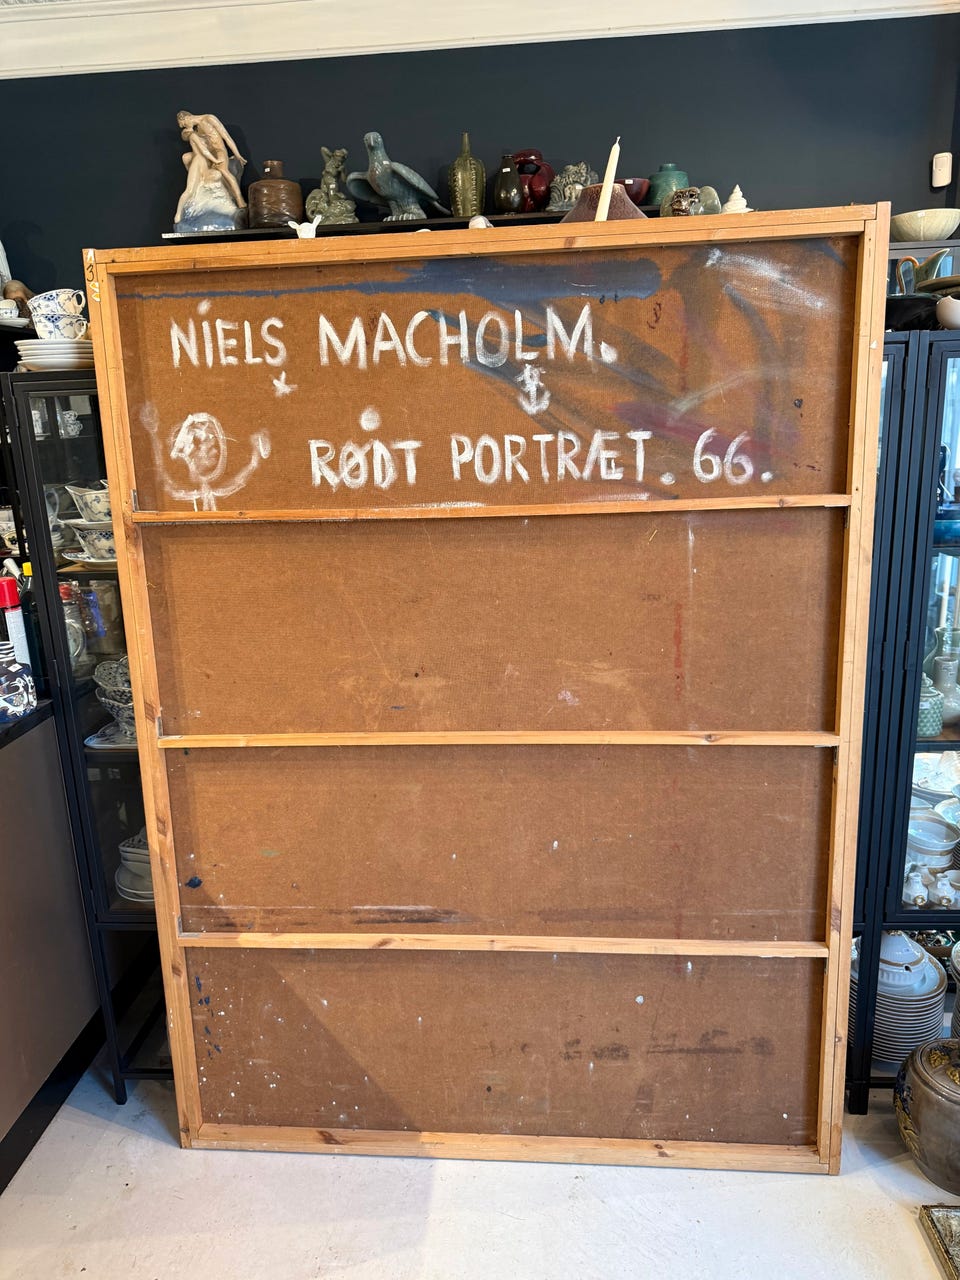 NiELS MACHOLM.
RØDT PORTRÆT. 66.